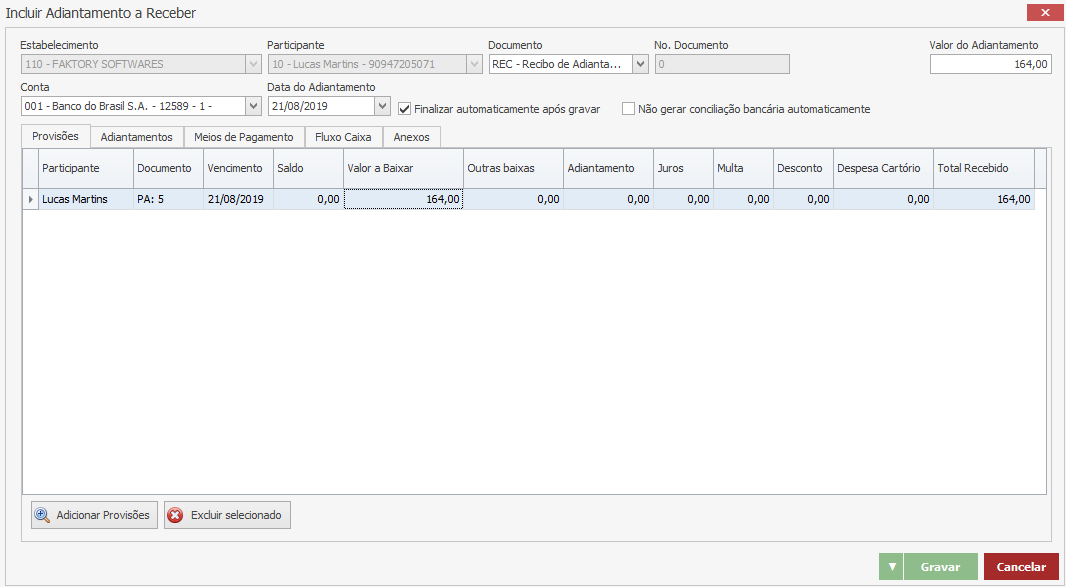 Incluir Adiantamento a Receber
Estabelecimento Participante Documento No. Documento Valor do Adiantamento
110 - FAKTORY SOFTWARES 10 - Lucas Martins - 90947205071 REC - Recibo de Adianta... 0 164,00
Conta Data do Adiantamento
001 - Banco do Brasil S.A. - 12589 - 1 - 21/08/2019 Finalizar automaticamente após gravar Não gerar conciliação bancária automaticamente
Provisões Adiantamentos Meios de Pagamento Fluxo Caixa Anexos
Participante Documento Vencimento Saldo Valor a Baixar Outras baixas Adiantamento Juros Multa Desconto Despesa Cartório Total Recebido
Lucas Martins PA: 5 21/08/2019 0,00 164,00 0,00 0,00 0,00 0,00 0,00 0,00 164,00
Adicionar Provisões Excluir selecionado
Gravar Cancelar